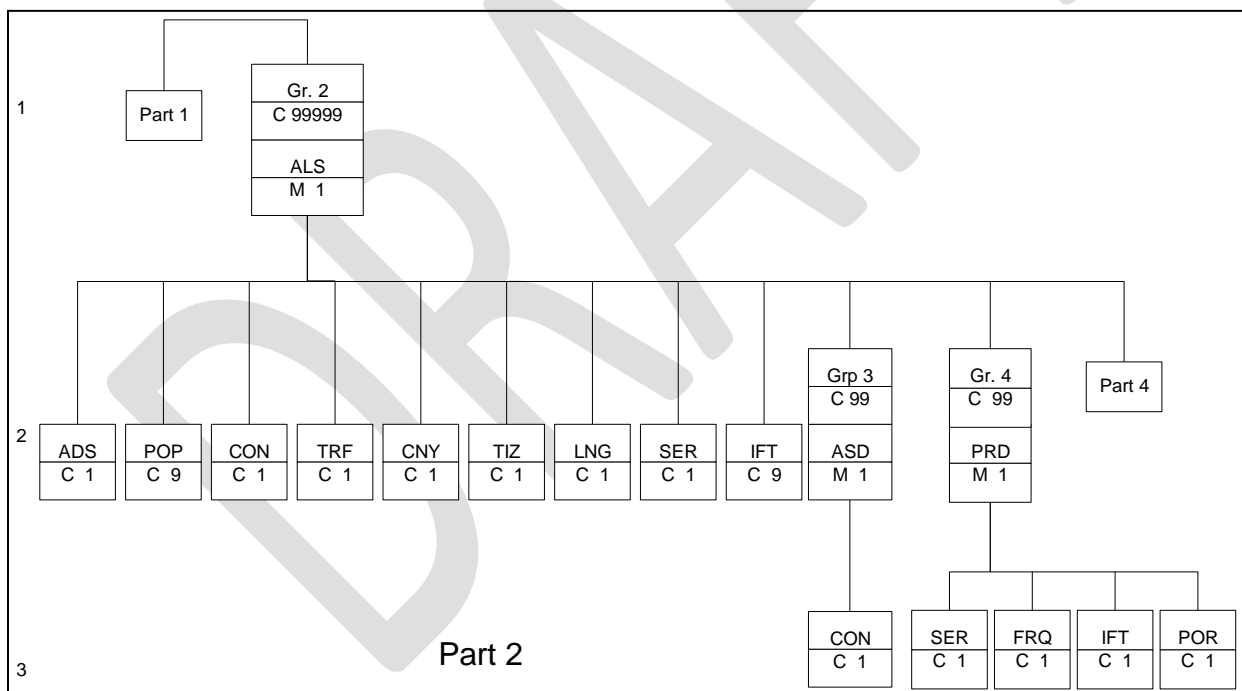 DRAFT
1
Part 1
Gr. 2
C 99999
ALS
M 1
2
ADS
C 1
POP
C 9
CON
C 1
TRF
C 1
CNY
C 1
TIZ
C 1
LNG
C 1
SER
C 1
IFT
C 9
Grp 3
C 99
ASD
M 1
Gr. 4
C 99
PRD
M 1
Part 4
3
Part 2
CON
C 1
SER
C 1
FRQ
C 1
IFT
C 1
POR
C 1